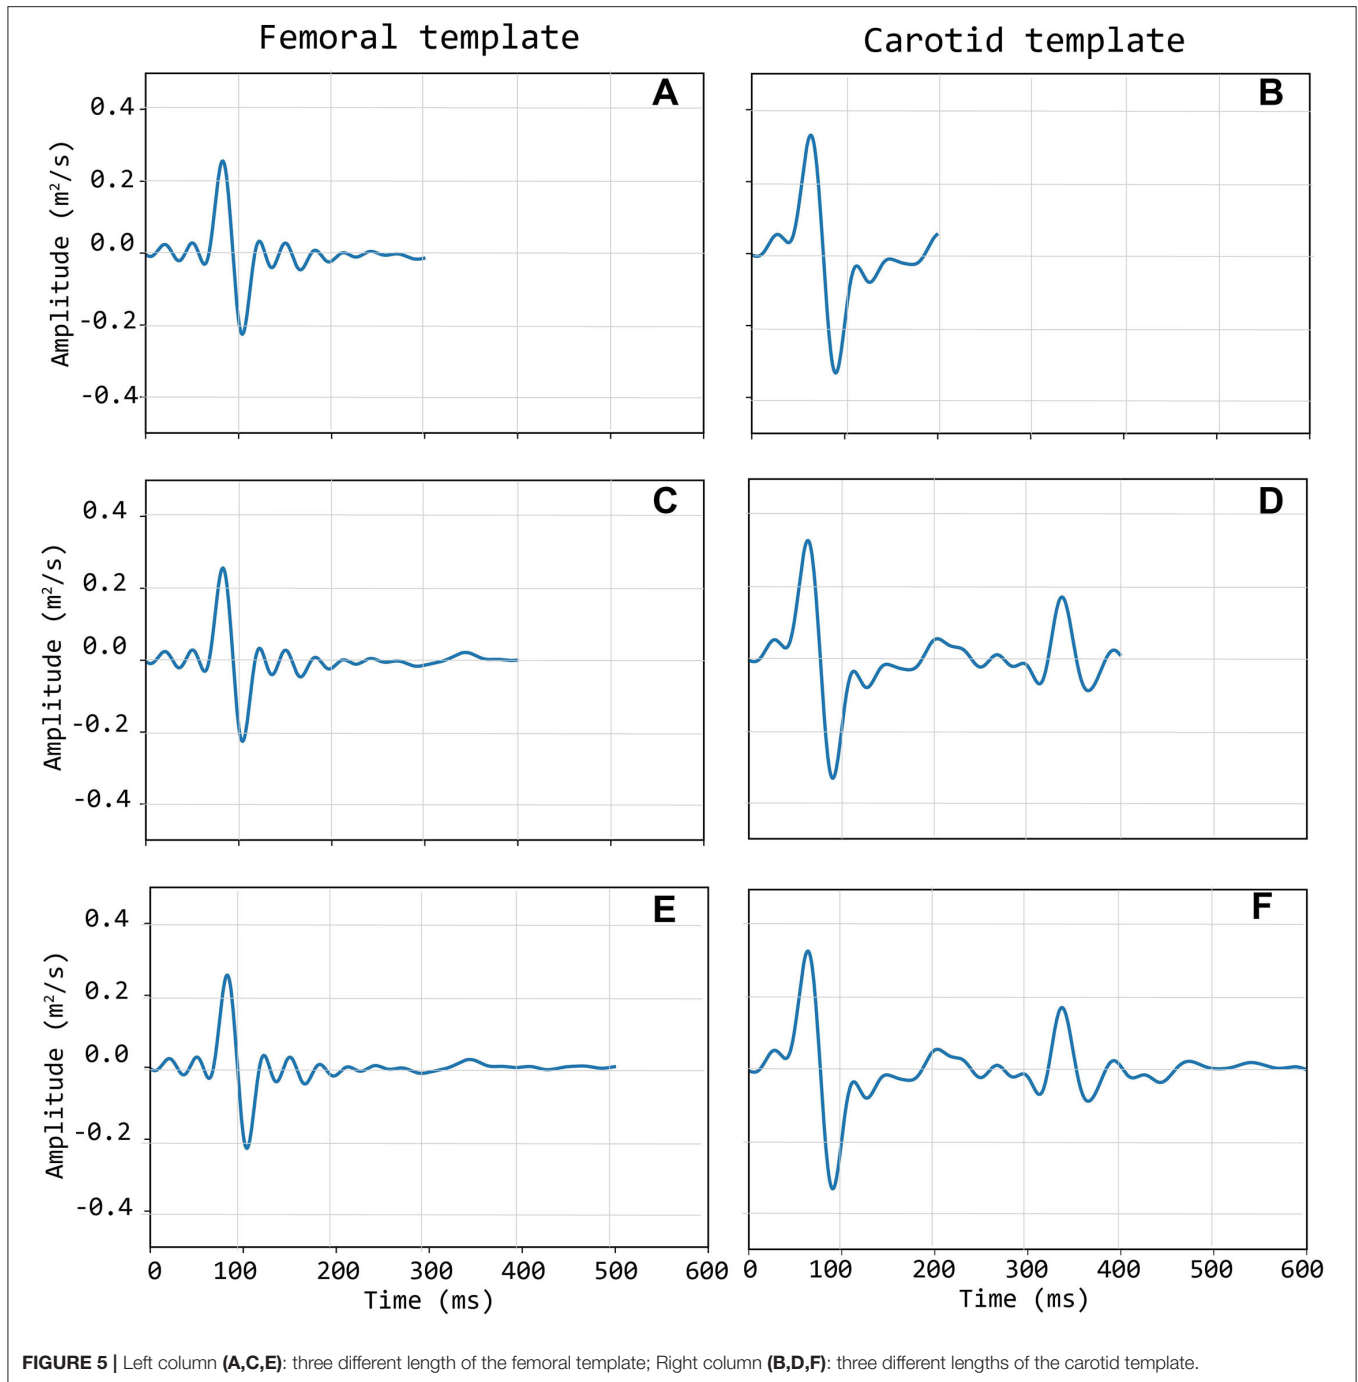 Femoral template
Carotid template
A
B
0.4
0.2
0.0
-0.2
-0.4
Amplitude (m²/s)
C
D
0.4
0.2
0.0
-0.2
-0.4
Amplitude (m²/s)
E
F
0.4
0.2
0.0
-0.2
-0.4
Amplitude (m²/s)
0 100 200 300 400 500 600
Time (ms)
0 100 200 300 400 500 600
Time (ms)
FIGURE 5 | Left column (A,C,E): three different length of the femoral template; Right column (B,D,F): three different lengths of the carotid template.